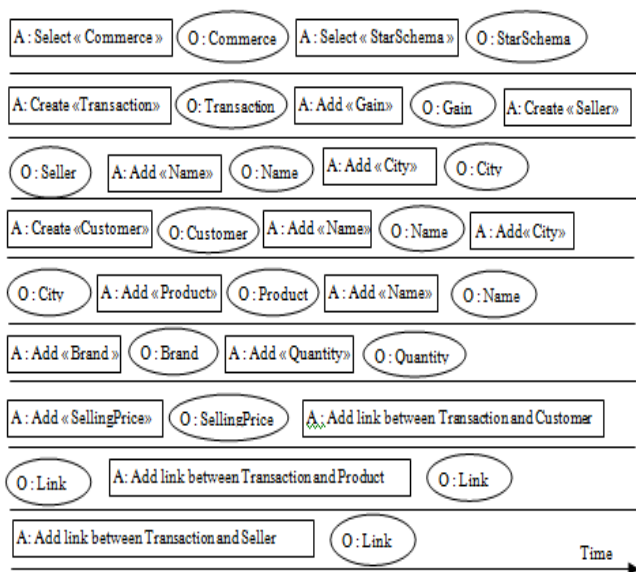 A: Select « Commerce » O: Commerce A: Select «StarSchema» O: StarSchema
A: Create «Transaction» O: Transaction A: Add «Gain» O: Gain A: Create «Seller»
O: Seller A: Add «Name» O: Name A: Add «City» O: City
A: Create «Customer» O: Customer A: Add «Name» O: Name A: Add«City»
O: City A: Add «Product» O: Product A: Add «Name» O: Name
A: Add «Brand » O: Brand A: Add «Quantity» O: Quantity
A: Add «SellingPrice» O: SellingPrice A: Add link between Transaction and Customer
O: Link A: Add link between Transaction and Product O: Link
A: Add link between Transaction and Seller O: Link
Time